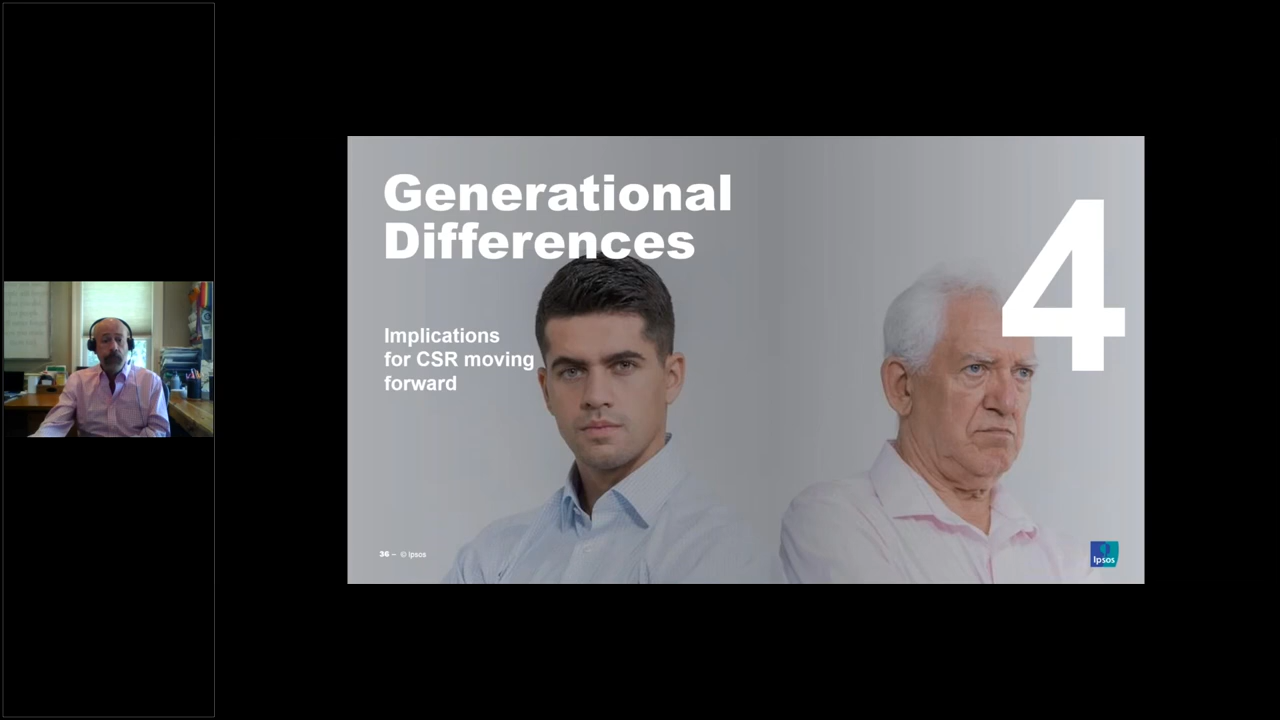 Generational
Differences
4
Implications
for CSR moving
forward
36 – © Ipsos
Ipsos